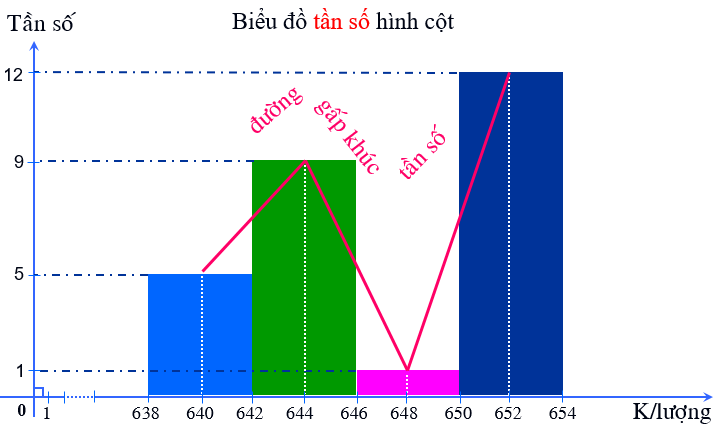 Biểu đồ tần số hình cột
Tần số
12
9
5
1
đường
gấp khúc
tần số
0 1 638 640 642 644 646 648 650 652 654 K/lượng